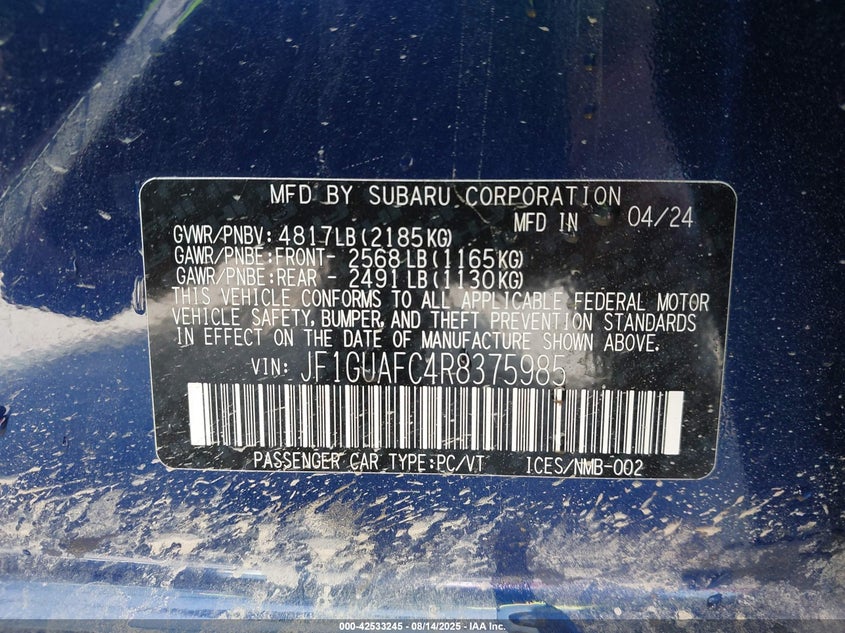 MFD BY SUBARU CORPORATION
MFD IN 04/24
GVWR/PNBV: 4817LB(2185KG)
GAWR/PNBE:FRONT- 2568LB(1165KG)
GAWR/PNBE:REAR - 2491LB(1130KG)
THIS VEHICLE CONFORMS TO ALL APPLICABLE FEDERAL MOTOR
VEHICLE SAFETY, BUMPER, AND THEFT PREVENTION STANDARDS
IN EFFECT ON THE DATE OF MANUFACTURE SHOWN ABOVE.
VIN: JF1GUAFC4R8375985
PASSENGER CAR TYPE:PC/VT ICES/NMB-002
000-42533245 - 08/14/2025 - IAA Inc.